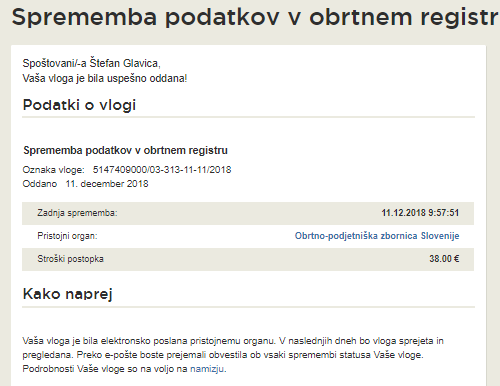 Sprememba podatkov v obrtnem registr
Spoštovani/-a Štefan Glavica,
Vaša vloga je bila uspešno oddana!
Podatki o vlogi
Sprememba podatkov v obrtnem registru
Oznaka vloge: 5147409000/03-313-11-11/2018
Oddano 11. december 2018
Zadnja sprememba: 11.12.2018 9:57:51
Pristojni organ: Obrtno-podjetniška zbornica Slovenije
Stroški postopka 38.00 €
Kako naprej
Vaša vloga je bila elektronsko poslana pristojnemu organu. V naslednjih dneh bo vloga sprejeta in
pregledana. Preko e-pošte boste prejemali obvestila ob vsaki spremembi statusa Vaše vloge.
Podrobnosti Vaše vloge so na voljo na namizju.